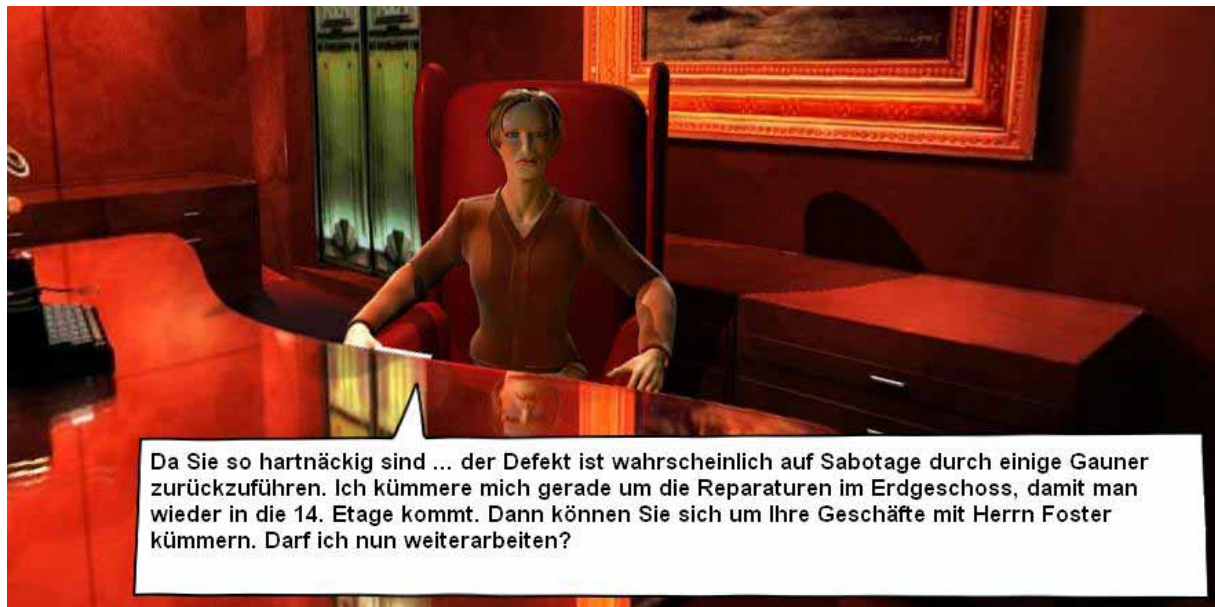 Da Sie so hartnäckig sind ... der Defekt ist wahrscheinlich auf Sabotage durch einige Gauner
zurückzuführen. Ich kümmere mich gerade um die Reparaturen im Erdgeschoss, damit man
wieder in die 14. Etage kommt. Dann können Sie sich um Ihre Geschäfte mit Herrn Foster
kümmern. Darf ich nun weiterarbeiten?